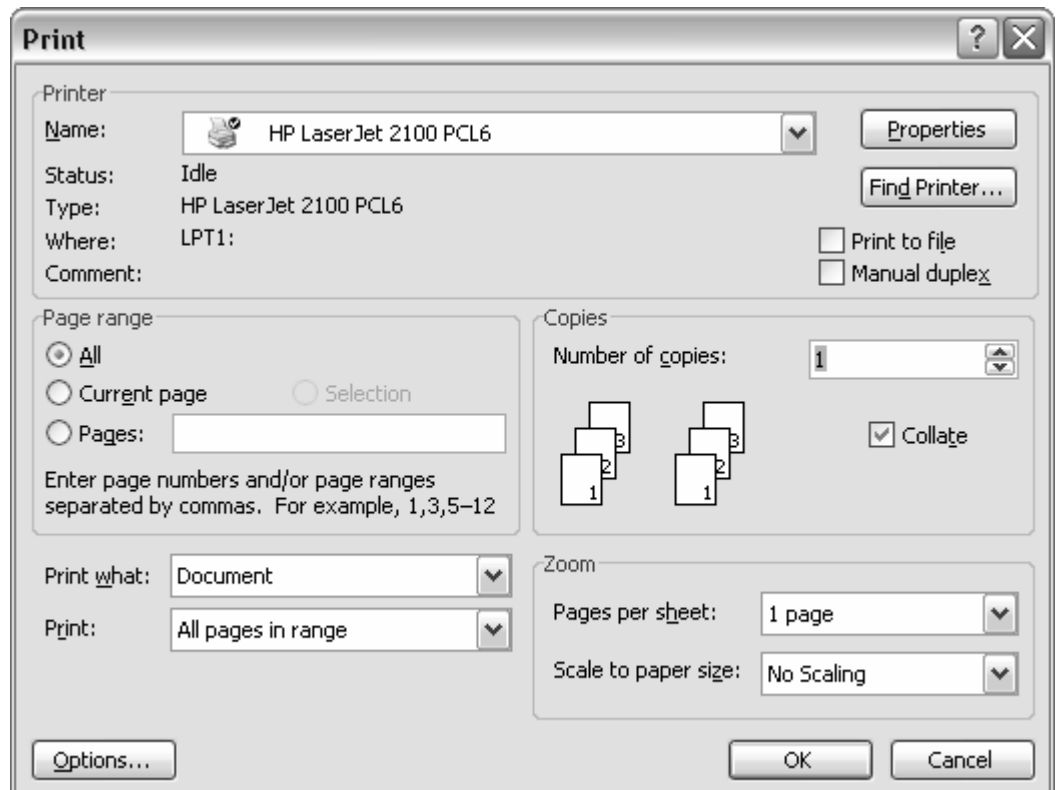 Print
Printer
Name: HP LaserJet 2100 PCL6 Properties
Status: Idle
Find Printer...
Type: HP LaserJet 2100 PCL6
Where: LPT1: Print to file
Comment: Manual duplex
Page range
All
Current page Selection
Pages:
Enter page numbers and/or page ranges
separated by commas. For example, 1,3,5–12
Copies
Number of copies: 1
3 3
2 2
1 1
Collate
Print what: Document
Print: All pages in range
Zoom
Pages per sheet: 1 page
Scale to paper size: No Scaling
Options... OK Cancel